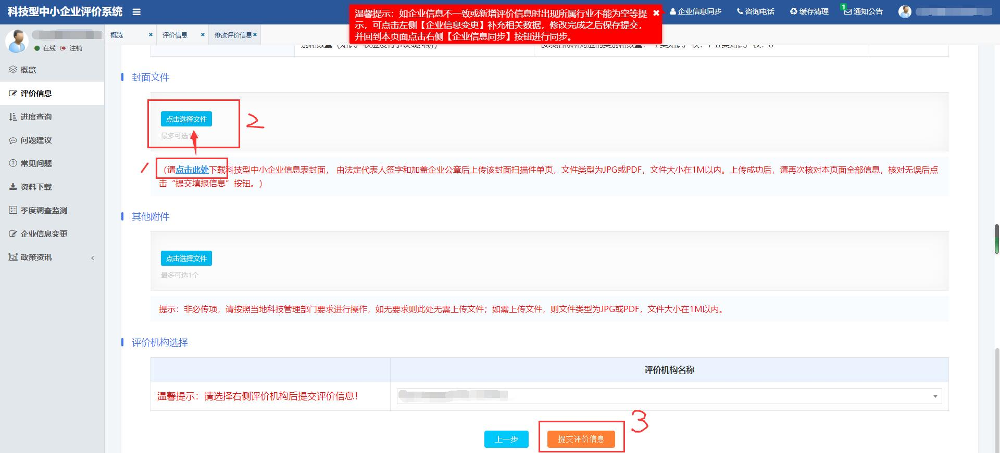 科技型中小企业评价系统
温馨提示：如企业信息不一致或新增评价信息时出现所属行业不能为空等提
示，可点击左侧【企业信息变更】补充相关数据，修改完成之后保存提交，
并回到本页面点击右侧【企业信息同步】按钮进行同步。
企业信息同步
咨询电话
缓存清理
1
通知公告
在线 注销
概览
评价信息
修改评价信息
概览
评价信息
进度查询
问题建议
常见问题
资料下载
季度调查监测
企业信息变更
政策资讯
封面文件
点击选择文件
最多可选1
2
1
（请点击此处下载科技型中小企业信息表封面， 由法定代表人签字和加盖企业公章后上传该封面扫描件单页，文件类型为JPG或PDF，文件大小在1M以内。上传成功后，请再次核对本页面全部信息，核对无误后点
击“提交填报信息”按钮。）
其他附件
点击选择文件
最多可选1个
提示：非必传项，请按照当地科技管理部门要求进行操作，如无要求则此处无需上传文件；如需上传文件，则文件类型为JPG或PDF，文件大小在1M以内。
评价机构选择
评价机构名称
温馨提示：请选择右侧评价机构后提交评价信息！
上一步
提交评价信息
3